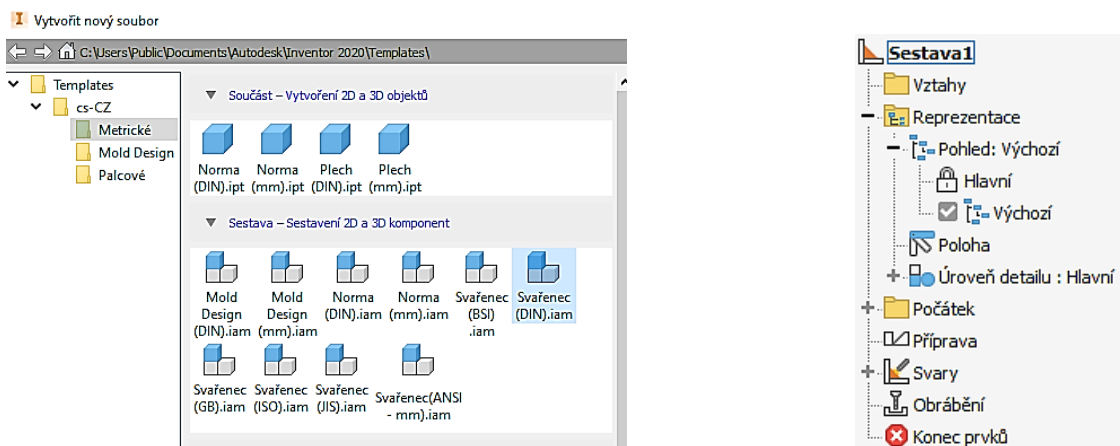 Vytvořit nový soubor
C:\Users\Public\Documents\Autodesk\Inventor 2020\Templates\
Templates
cs-CZ
Metrické
Mold Design
Palcové
Součást – Vytvoření 2D a 3D objektů
Norma Norma Plech Plech
(DIN).ipt (mm).ipt (DIN).ipt (mm).ipt
Sestava – Sestavení 2D a 3D komponent
Mold Mold Norma Norma Svařenec Svařenec
Design Design (DIN).iam (mm).iam (BSI) (DIN).iam
(DIN).iam (mm).iam .iam
Svařenec Svařenec Svařenec Svařenec(ANSI
(GB).iam (ISO).iam (JIS).iam - mm).iam
Sestava1
Vztahy
Reprezentace
Pohled: Výchozí
Hlavní
Výchozí
Poloha
Úroveň detailu : Hlavní
Počátek
Příprava
Svary
Obrábění
Konec prvků